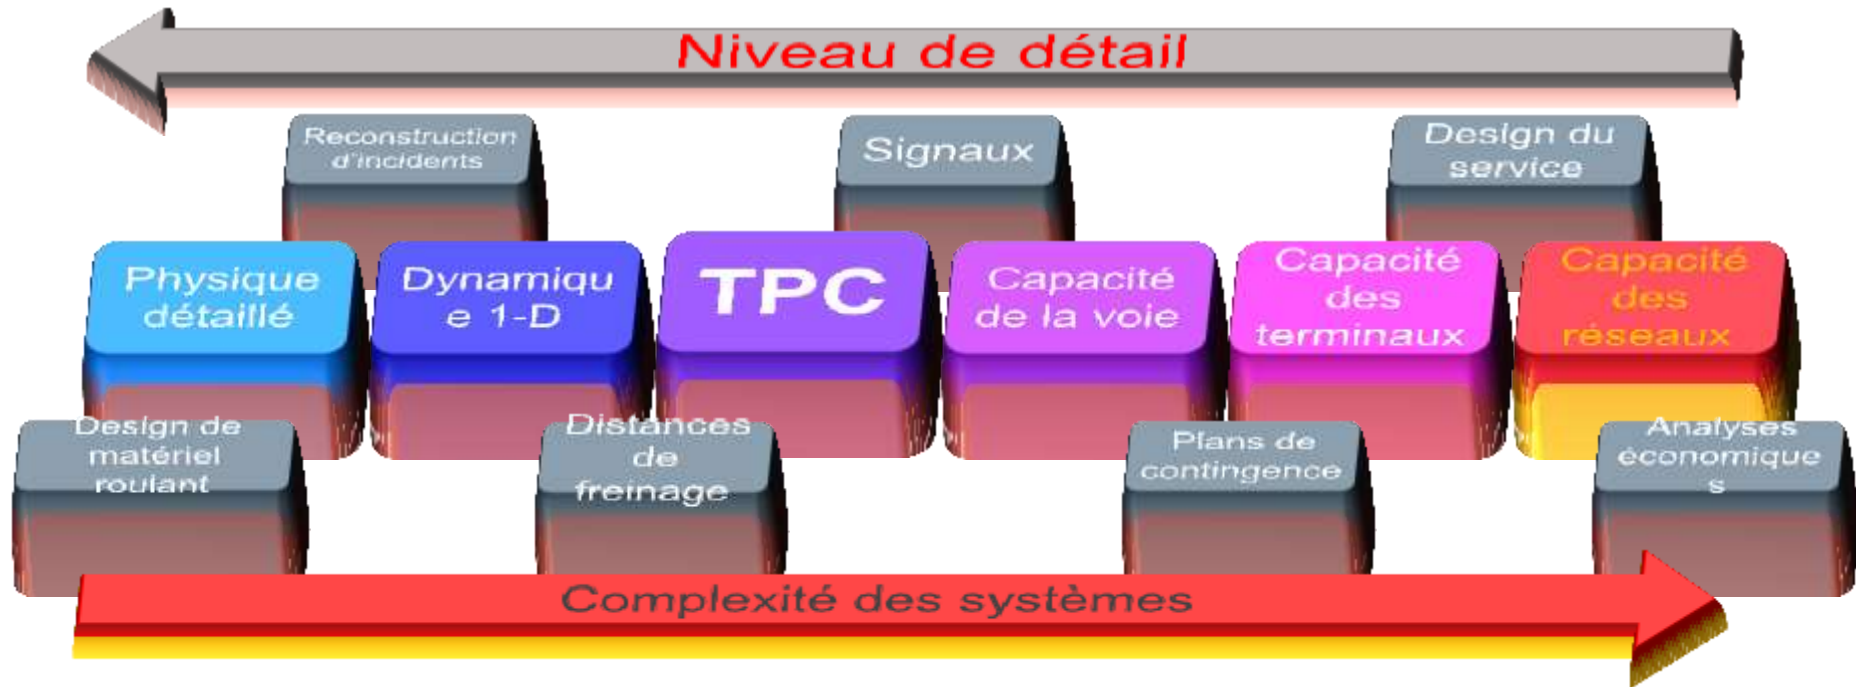 Niveau de détail
Reconstruction
d'incidents
Signaux
Design du
service
Physique
détaillé
Dynamiqu
e 1-D
TPC
Capacité
de la voie
Capacité
des
terminaux
Capacité
des
réseaux
Design de
matériel
roulant
Distances
de
freinage
Plans de
contingence
Analyses
économique
s
Complexité des systèmes